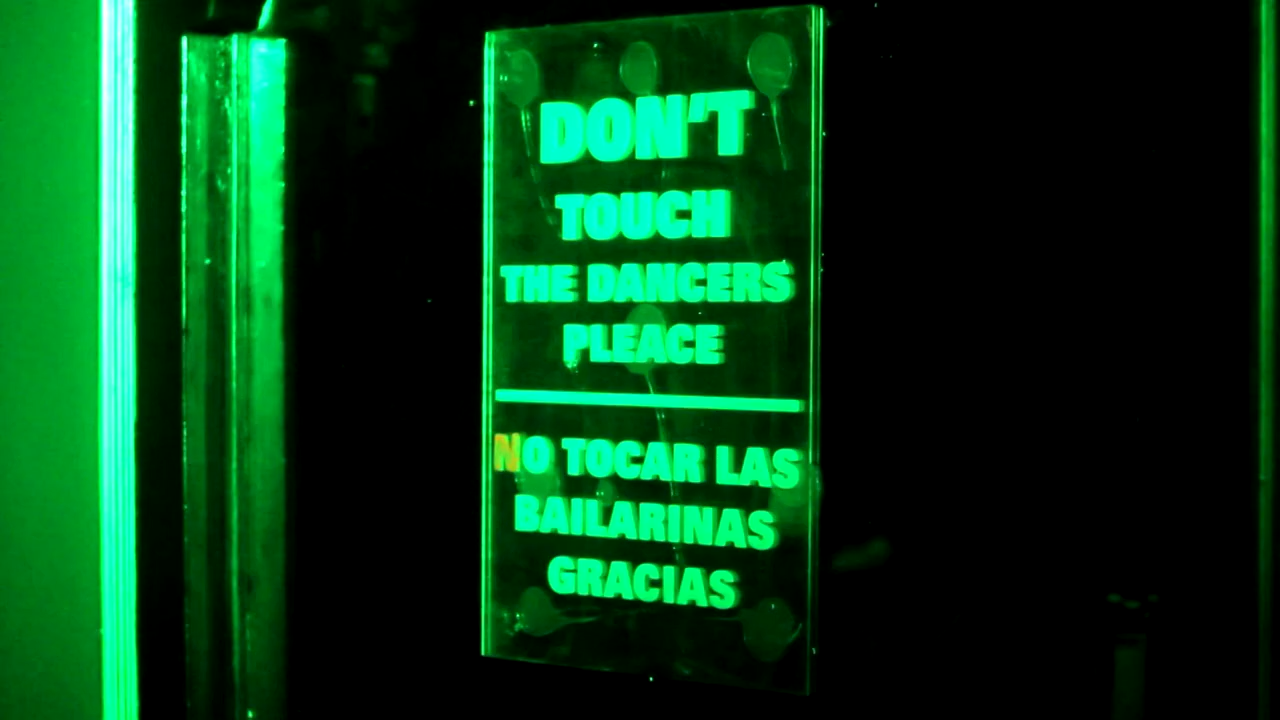 DON'T
TOUCH
THE DANCERS
PLEACE
NO TOCAR LAS
BAILARINAS
GRACIAS